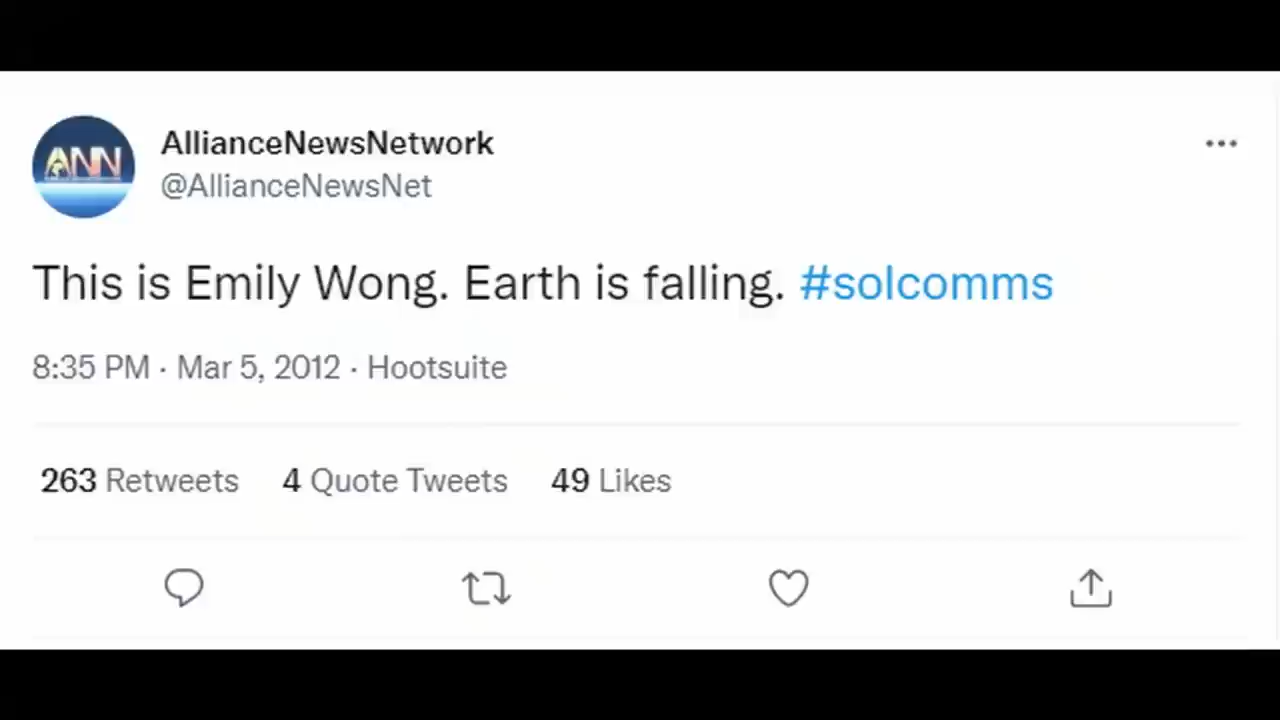 ANN
AllianceNewsNetwork
@AllianceNewsNet
This is Emily Wong. Earth is falling. #solcomms
8:35 PM · Mar 5, 2012 · Hootsuite
263 Retweets 4 Quote Tweets 49 Likes